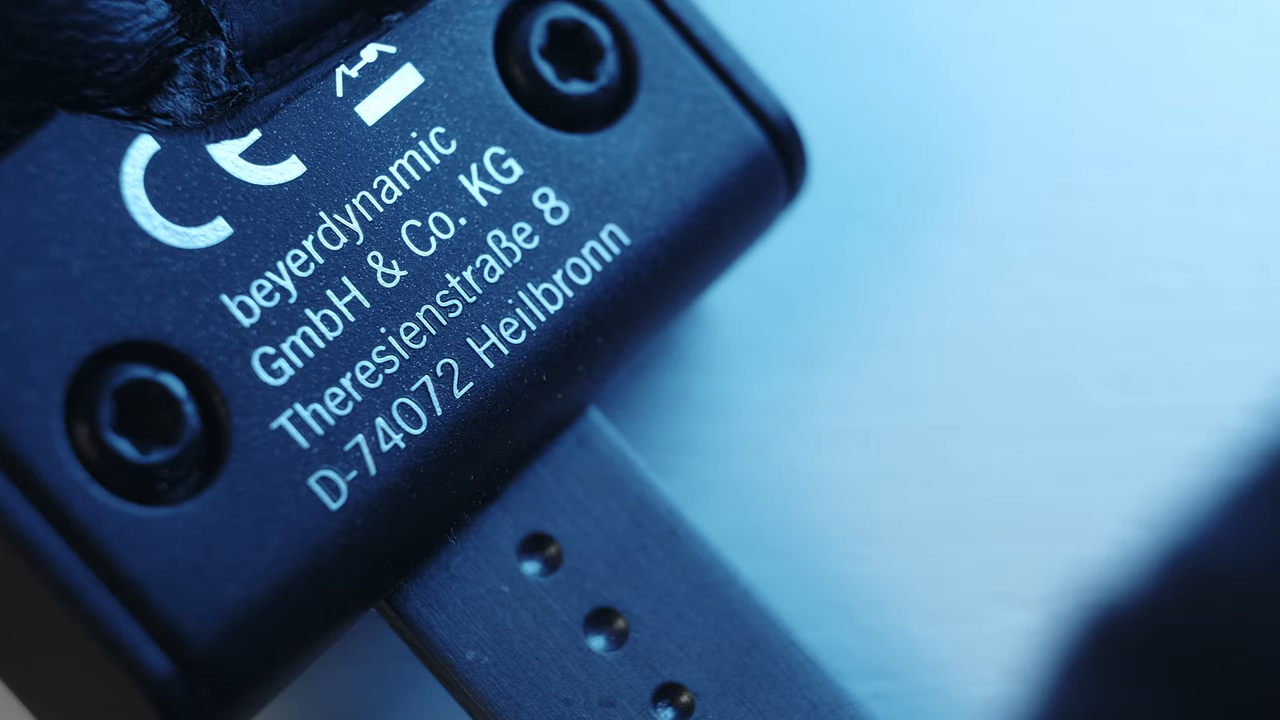 CE
beyerdynamic
GmbH & Co. KG
Theresienstraße 8
D-74072 Heilbronn